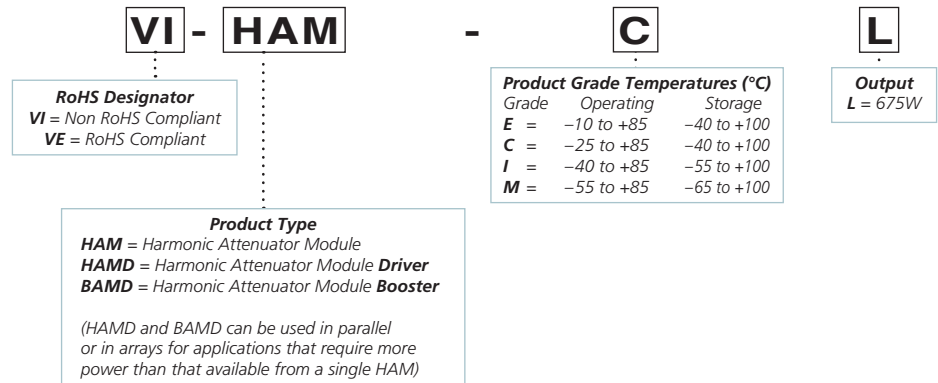 VI - HAM - C L
RoHS Designator
VI = Non RoHS Compliant
VE = RoHS Compliant
Product Grade Temperatures (°C)
Grade Operating Storage
E = –10 to +85 –40 to +100
C = –25 to +85 –40 to +100
I = –40 to +85 –55 to +100
M = –55 to +85 –65 to +100
Output
L = 675W
Product Type
HAM = Harmonic Attenuator Module
HAMD = Harmonic Attenuator Module Driver
BAMD = Harmonic Attenuator Module Booster
(HAMD and BAMD can be used in parallel
or in arrays for applications that require more
power than that available from a single HAM)